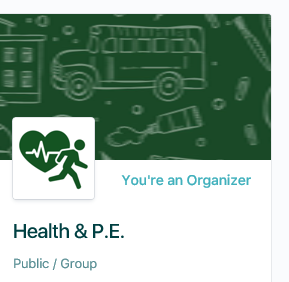 You're an Organizer
Health & P.E.
Public / Group